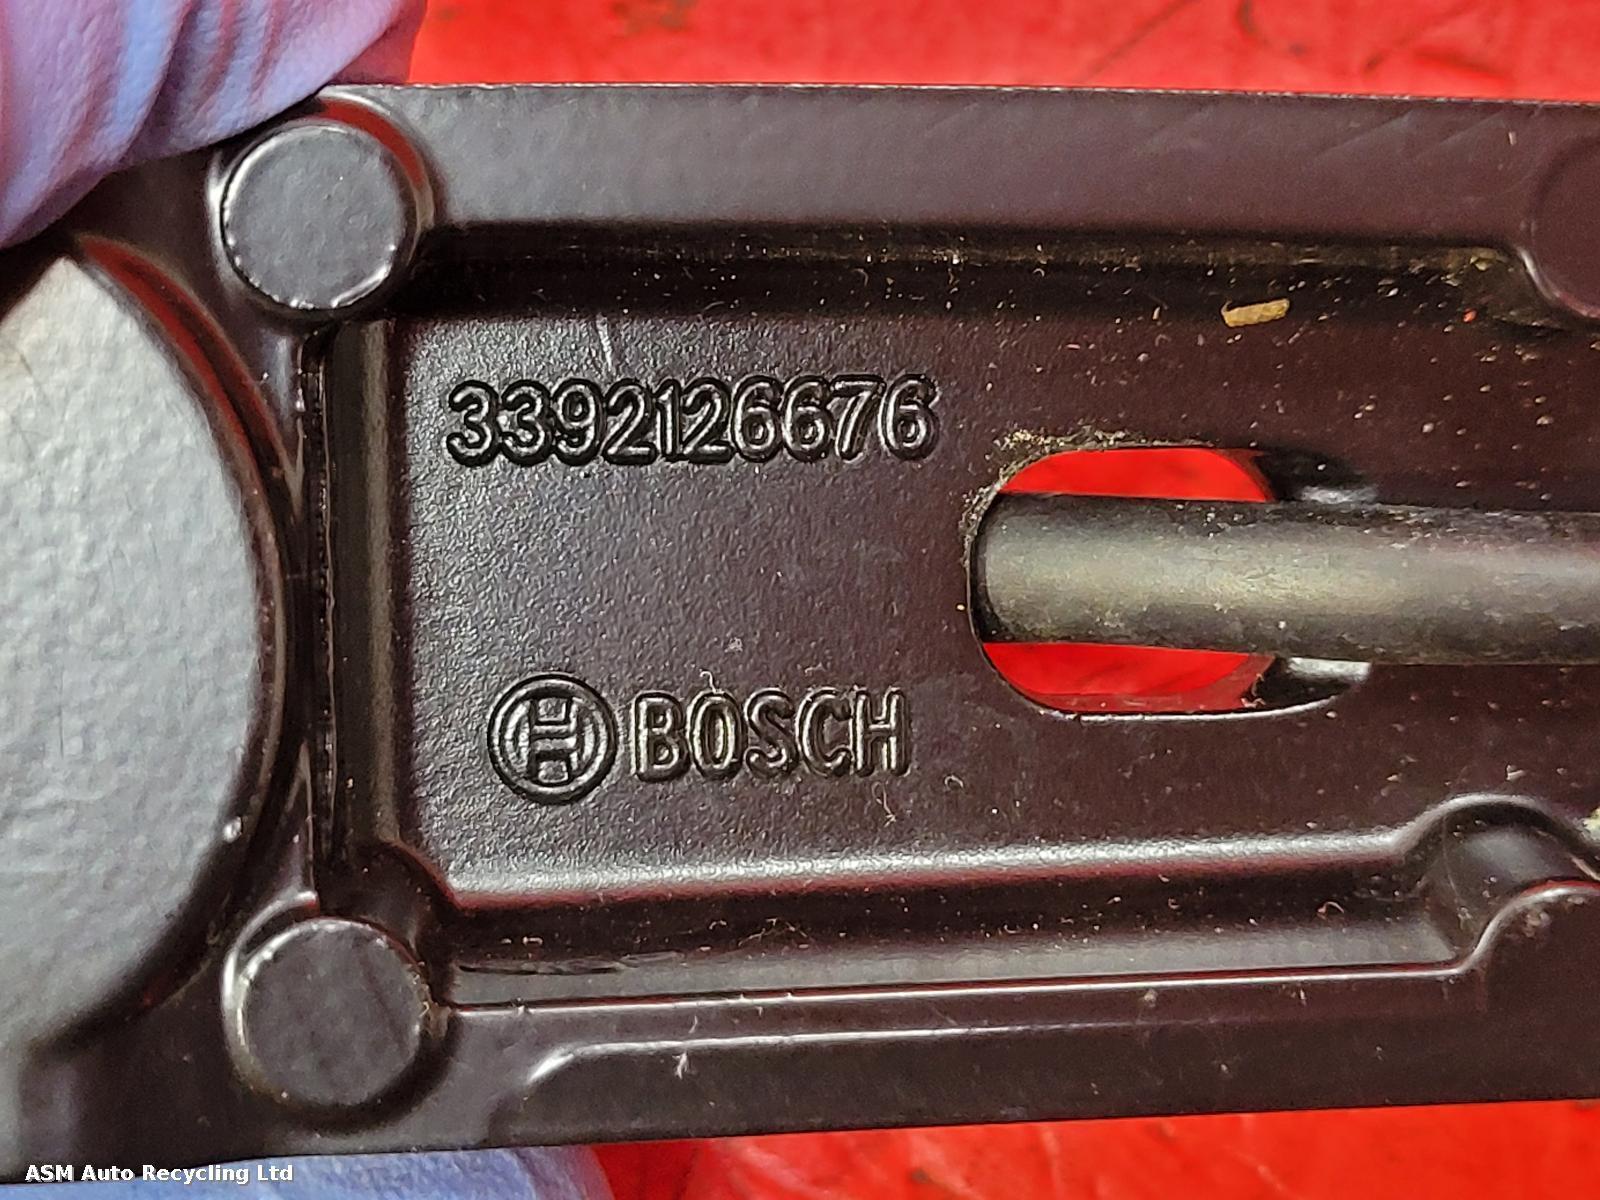 3392126676
BOSCH
ASM Auto Recycling Ltd